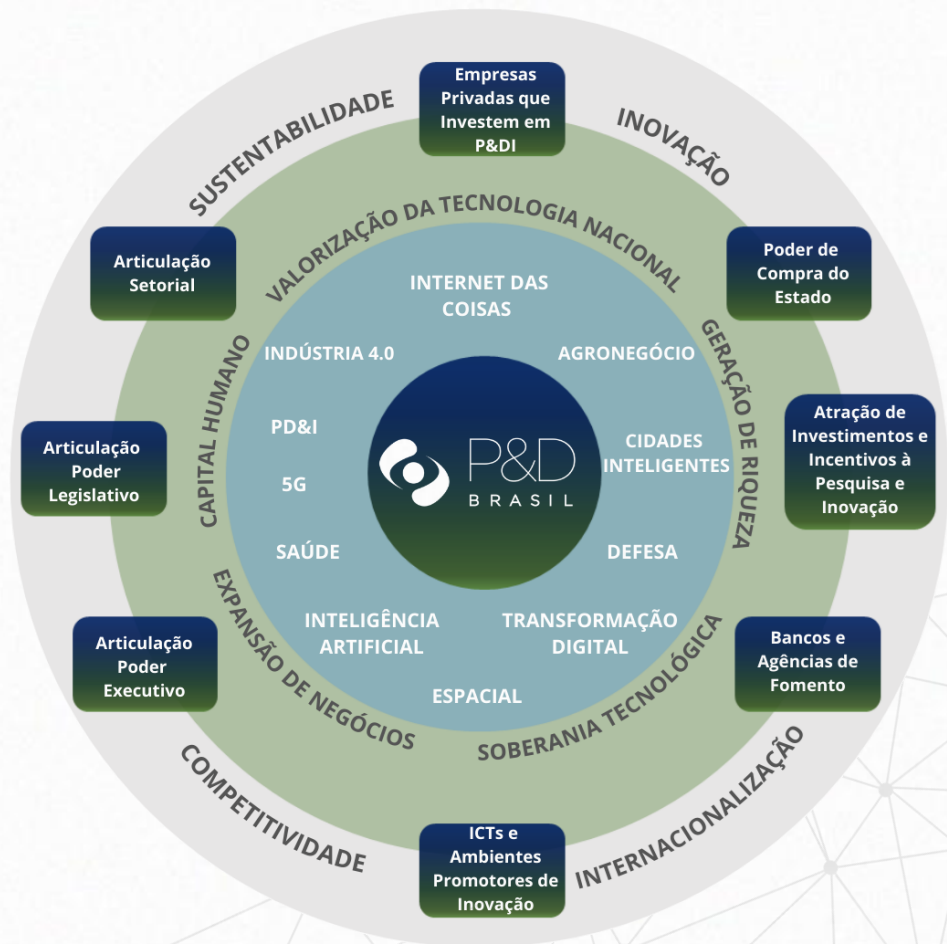 Empresas
Privadas que
Investem em
P&DI
SUSTENTABILIDADE
INOVAÇÃO
VALORIZAÇÃO DA TECNOLOGIA NACIONAL
Articulação
Setorial
Poder de
Compra do
Estado
INTERNET DAS
COISAS
INDÚSTRIA 4.0
AGRONEGÓCIO
CAPITAL HUMANO
GERAÇÃO DE RIQUEZA
Articulação
Poder
Legislativo
PD&I
5G
P&D
BRASIL
CIDADES
INTELIGENTES
Atração de
Investimentos e
Incentivos à
Pesquisa e
Inovação
SAÚDE
DEFESA
INTELIGÊNCIA
ARTIFICIAL
TRANSFORMAÇÃO
DIGITAL
ESPACIAL
EXPANSÃO DE NEGÓCIOS
SOBERANIA TECNOLÓGICA
Articulação
Poder
Executivo
Bancos e
Agências de
Fomento
COMPETITIVIDADE
INTERNACIONALIZAÇÃO
ICTs e
Ambientes
Promotores de
Inovação